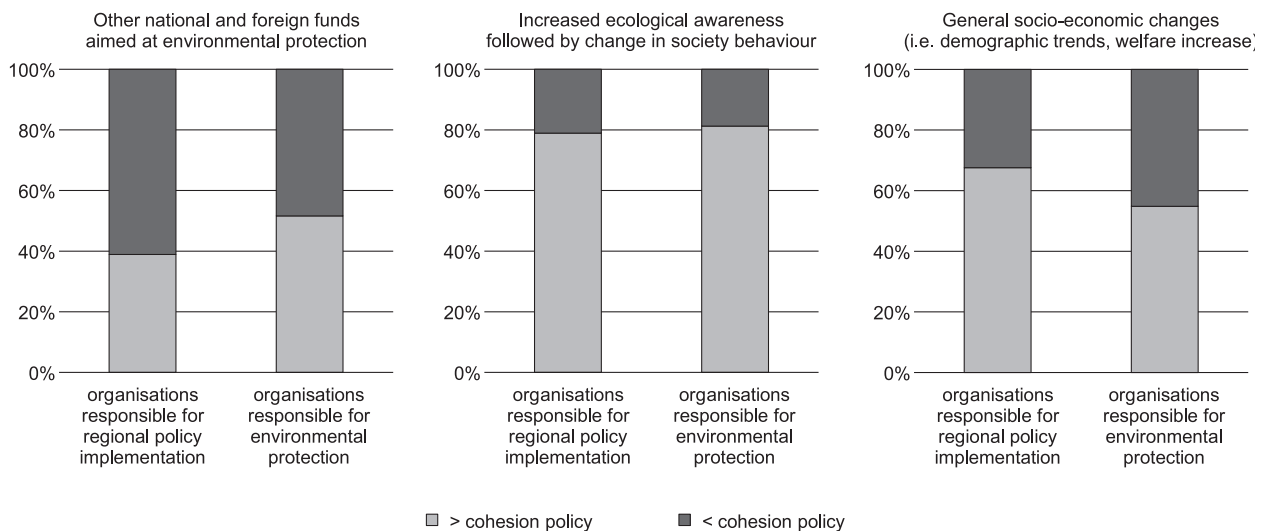 Other national and foreign funds
aimed at environmental protection
100%
80%
60%
40%
20%
0%
organisations
responsible for
regional policy
implementation
organisations
responsible for
environmental
protection
Increased ecological awareness
followed by change in society behaviour
100%
80%
60%
40%
20%
0%
organisations
responsible for
regional policy
implementation
organisations
responsible for
environmental
protection
General socio-economic changes
(i.e. demographic trends, welfare increase)
100%
80%
60%
40%
20%
0%
organisations
responsible for
regional policy
implementation
organisations
responsible for
environmental
protection
> cohesion policy
< cohesion policy